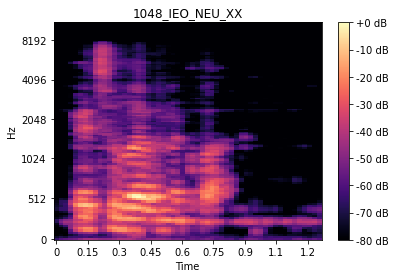 1048_IEO_NEU_XX
+0 dB
8192
-10 dB
4096
-20 dB
-30 dB
2048
Hz
-40 dB
1024
-50 dB
512
-60 dB
-70 dB
0
-80 dB
0 0.15 0.3 0.45 0.6 0.75 0.9 1.1 1.2
Time